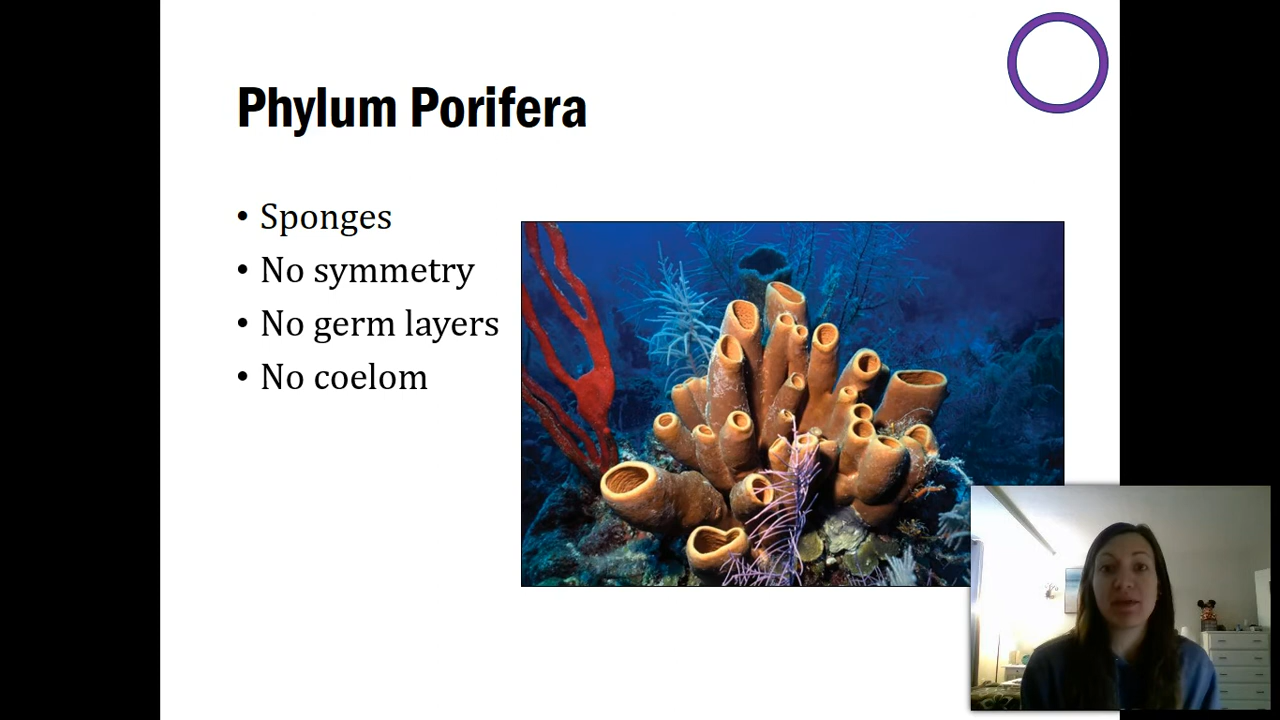 Phylum Porifera
• Sponges
• No symmetry
• No germ layers
• No coelom